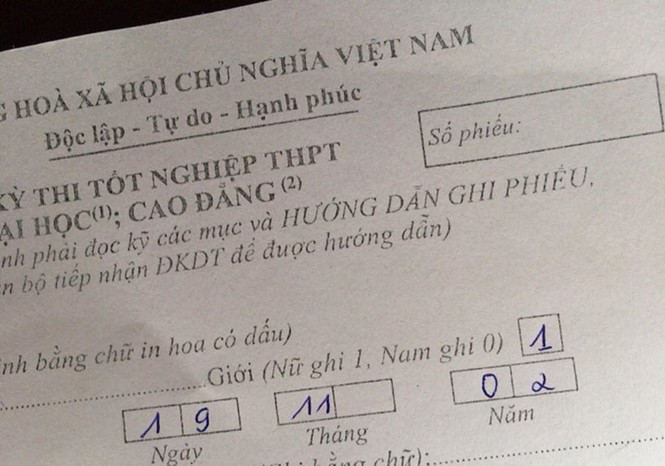 HOÀ XÃ HỘI CHỦ NGHĨA VIỆT NAM
Độc lập - Tự do - Hạnh phúc
Số phiếu:
KỲ THI TỐT NGHIỆP THPT
ẠI HỌC(1); CAO ĐẲNG (2)
nh phải đọc kỹ các mục và HƯỚNG DẪN GHI PHIẾU,
n bộ tiếp nhận ĐKDT để được hướng dẫn)
inh bằng chữ in hoa có dấu)
Giới (Nữ ghi 1, Nam ghi 0) 1
1 9 11 0 2
Ngày Tháng Năm
bằng chữ):